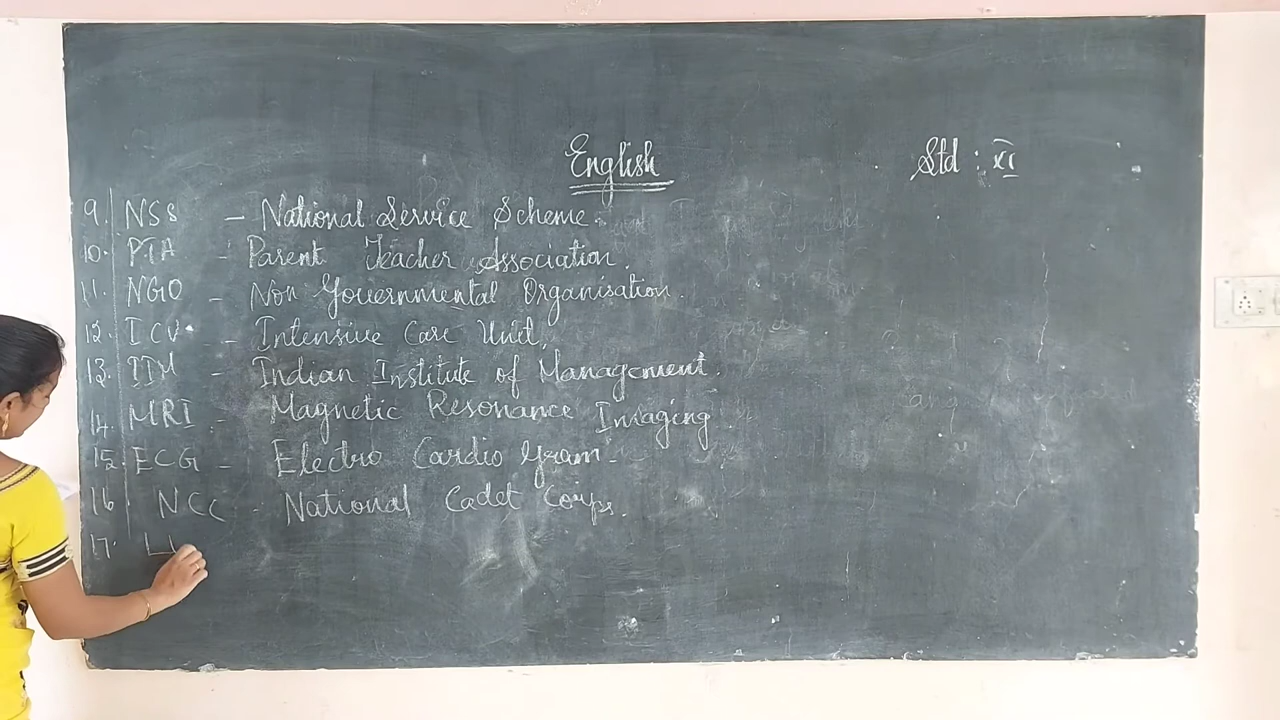 English
Std : XI
9. NSS - National Service Scheme.
10. PTA - Parent Teacher Association.
11. NGO - Non Governmental Organisation.
12. ICU - Intensive Care Unit.
13. IIM - Indian Institute of Management.
14. MRI - Magnetic Resonance Imaging.
15. ECG - Electro Cardio Gram.
16. NCC - National Cadet Corps.
17.